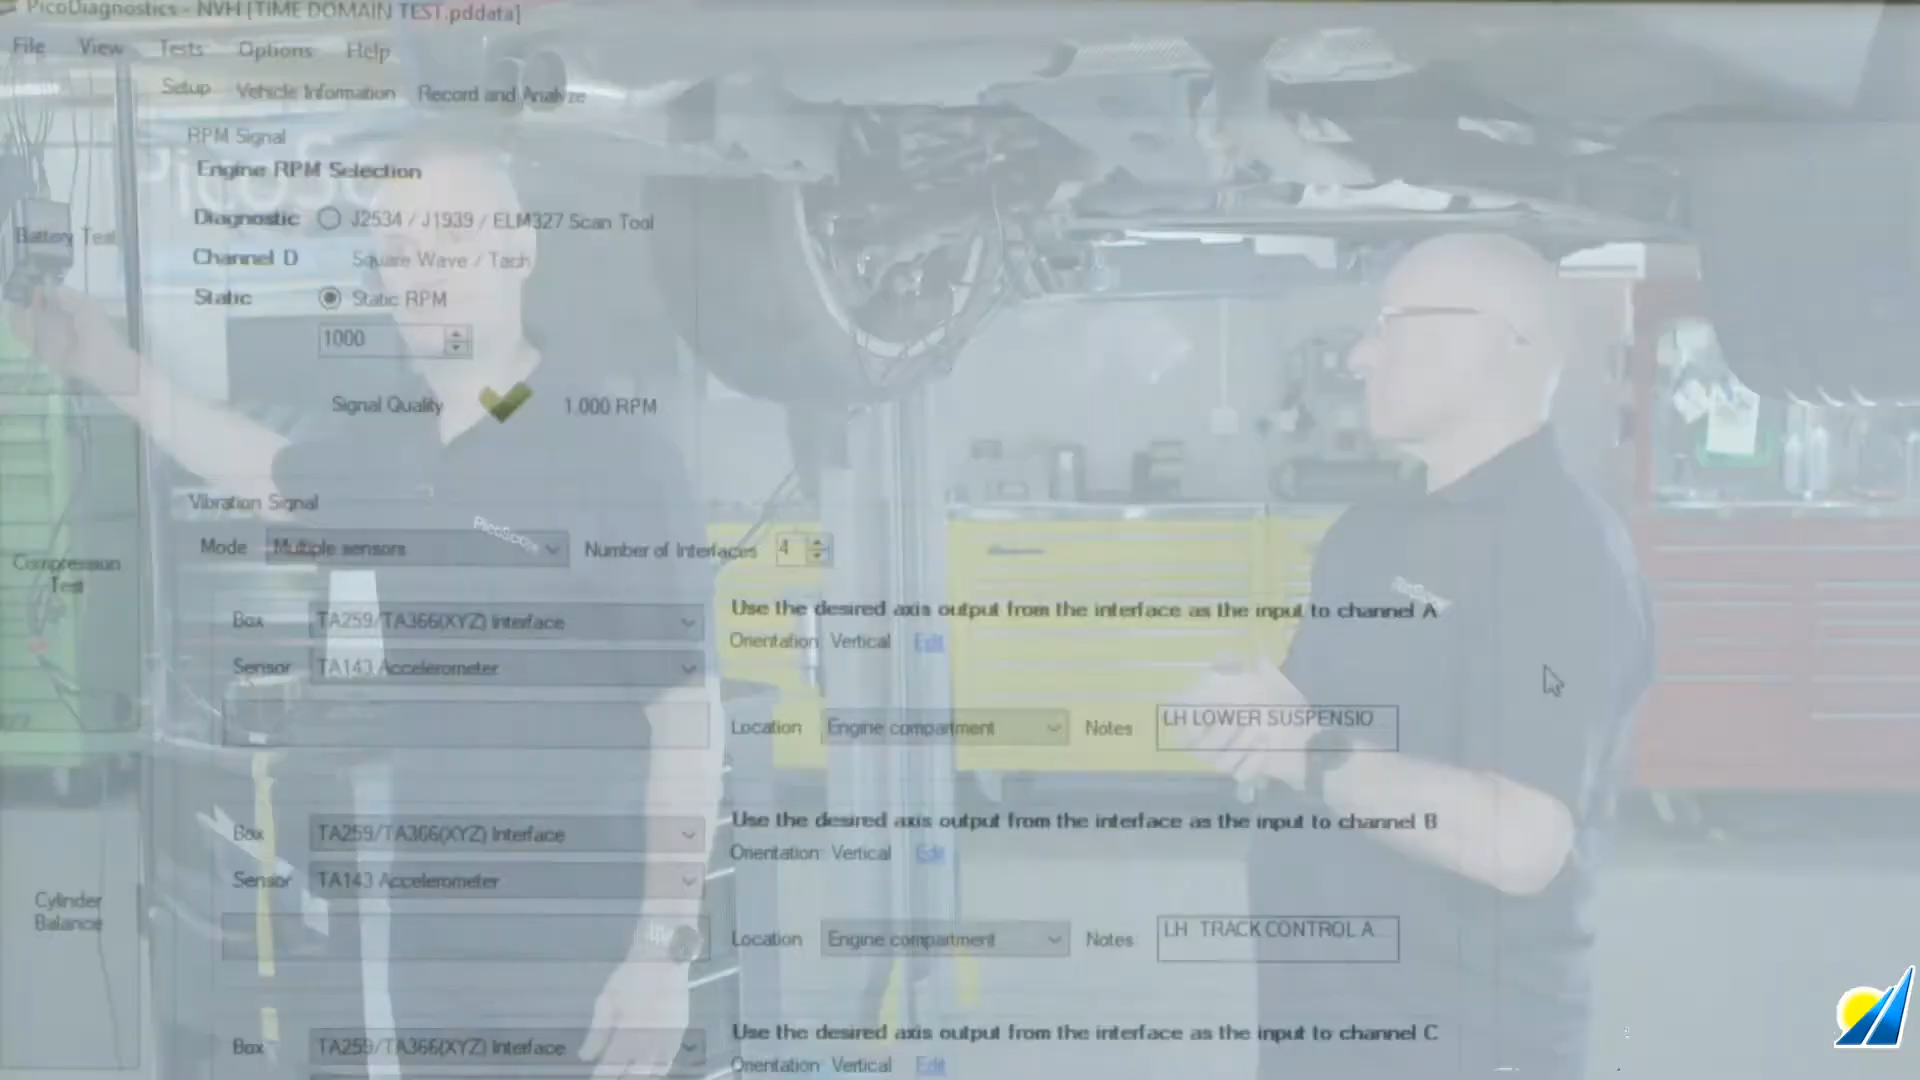 PicoDiagnostics - NVH [TIME DOMAIN TEST.pddata]
File View Tests Options Help
Setup Vehicle Information Record and Analyze
RPM Signal
Engine RPM Selection
Diagnostic J2534 / J1939 / ELM327 Scan Tool
Battery Test
Channel D Square Wave / Tach
Static Static RPM
1000
Signal Quality 1.000 RPM
Vibration Signal
PicoScope
Mode Multiple sensors Number of Interfaces 4
Compression
Test
Box TA259/TA366(XYZ) Interface Use the desired axis output from the interface as the input to channel A
Orientation Vertical Edit
Sensor TA143 Accelerometer
Location Engine compartment Notes LH LOWER SUSPENSIO
Box TA259/TA366(XYZ) Interface Use the desired axis output from the interface as the input to channel B
Orientation: Vertical Edit
Sensor TA143 Accelerometer
Cylinder
Balance
Location Engine compartment Notes LH TRACK CONTROL A
Box TA259/TA366(XYZ) Interface Use the desired axis output from the interface as the input to channel C
Orientation Vertical Edit